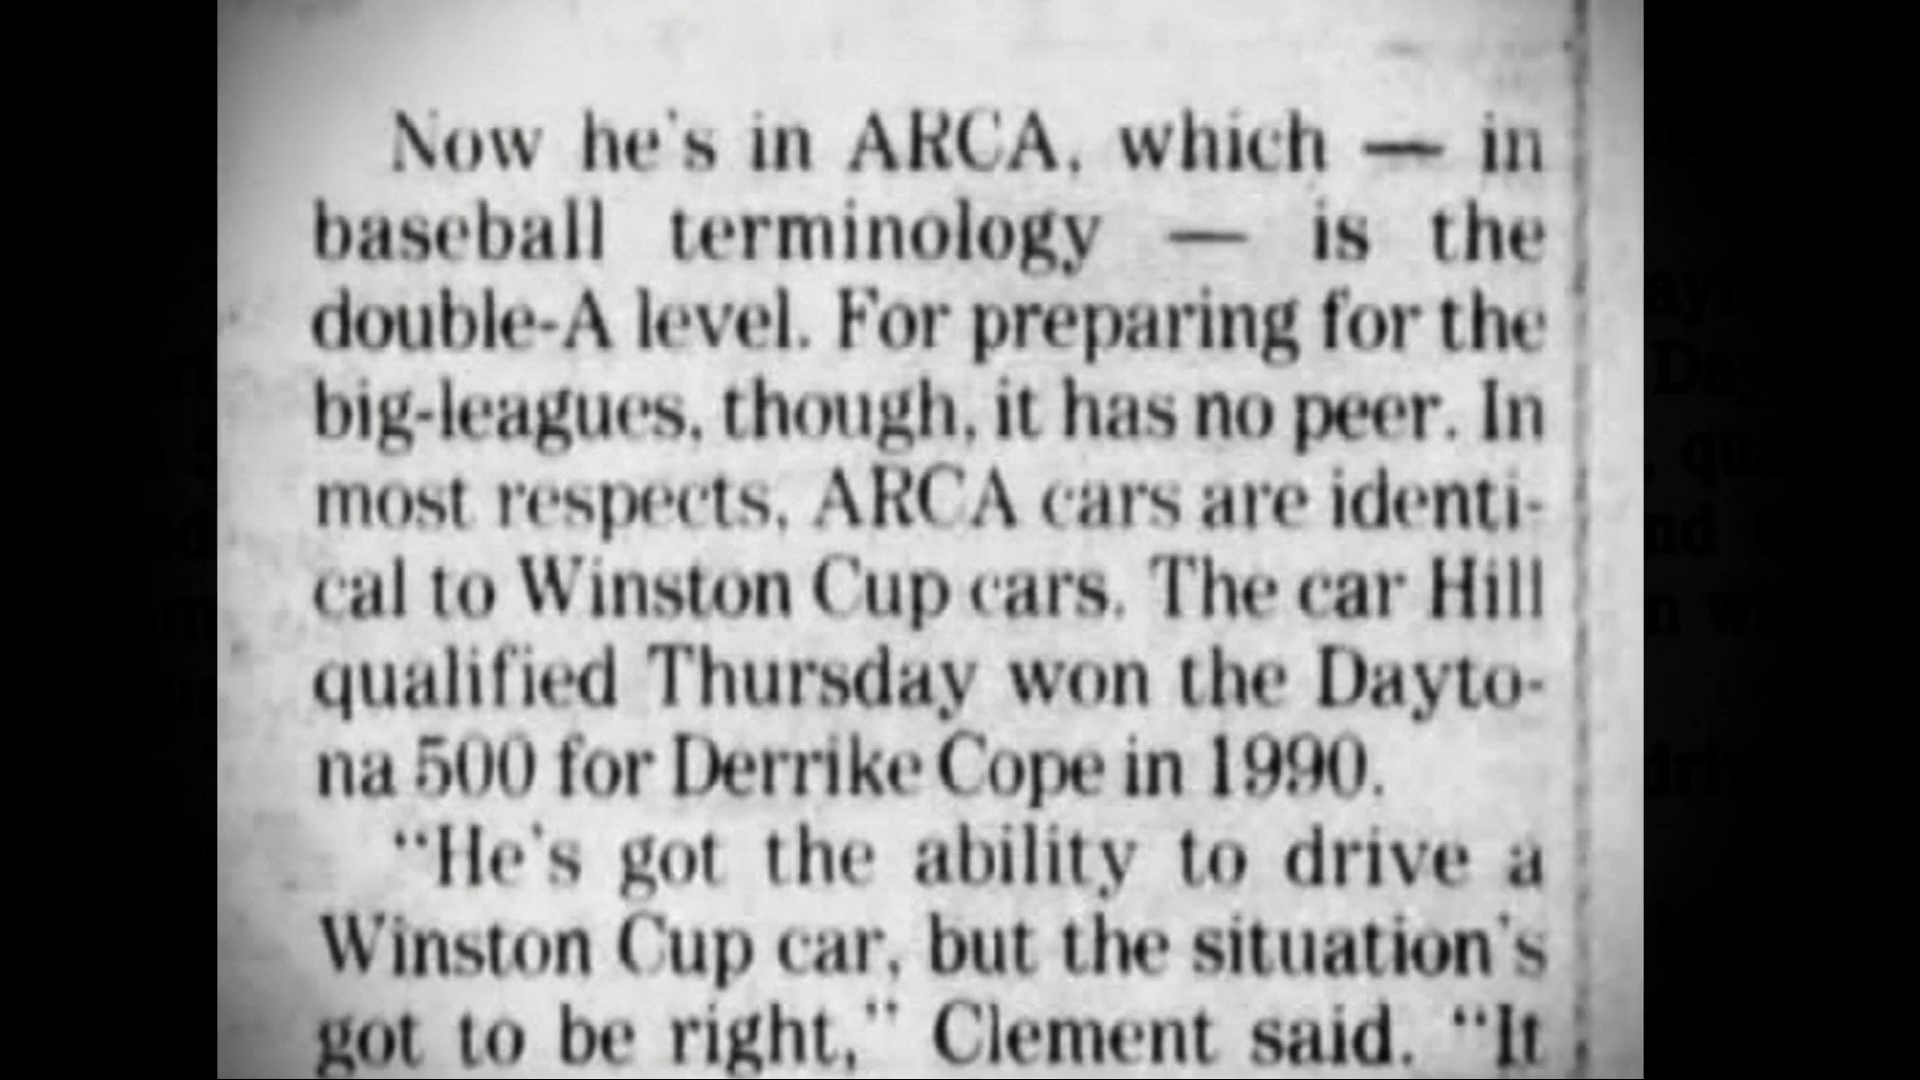 Now he's in ARCA, which — in
baseball terminology — is the
double-A level. For preparing for the
big-leagues, though, it has no peer. In
most respects, ARCA cars are identi-
cal to Winston Cup cars. The car Hill
qualified Thursday won the Dayto-
na 500 for Derrike Cope in 1990.
"He's got the ability to drive a
Winston Cup car, but the situation's
got to be right," Clement said. "It